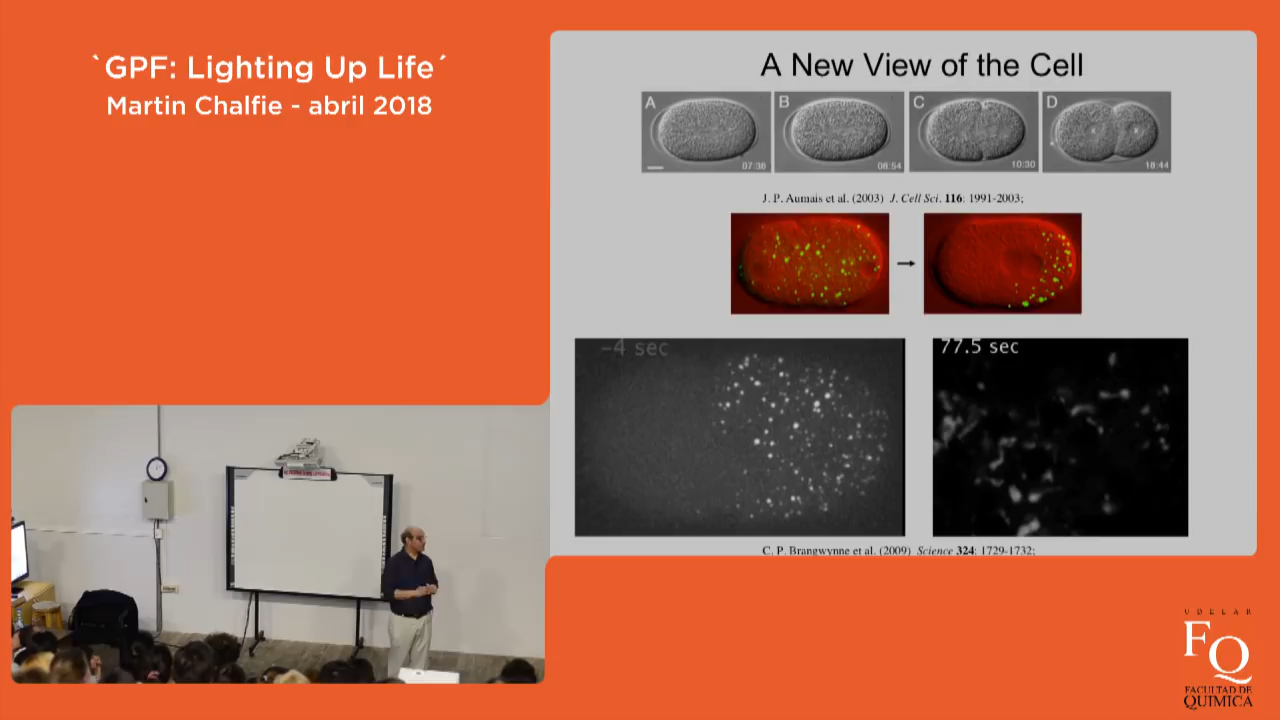 `GPF: Lighting Up Life´
Martin Chalfie - abril 2018
A New View of the Cell
A
B
C
D
07:38
08:54
10:30
18:44
J. P. Aumais et al. (2003) J. Cell Sci. 116: 1991-2003;
-4 sec
77.5 sec
C. P. Brangwynne et al. (2009) Science 324: 1729-1732;
UDELAR
FQ
FACULTAD DE
QUIMICA